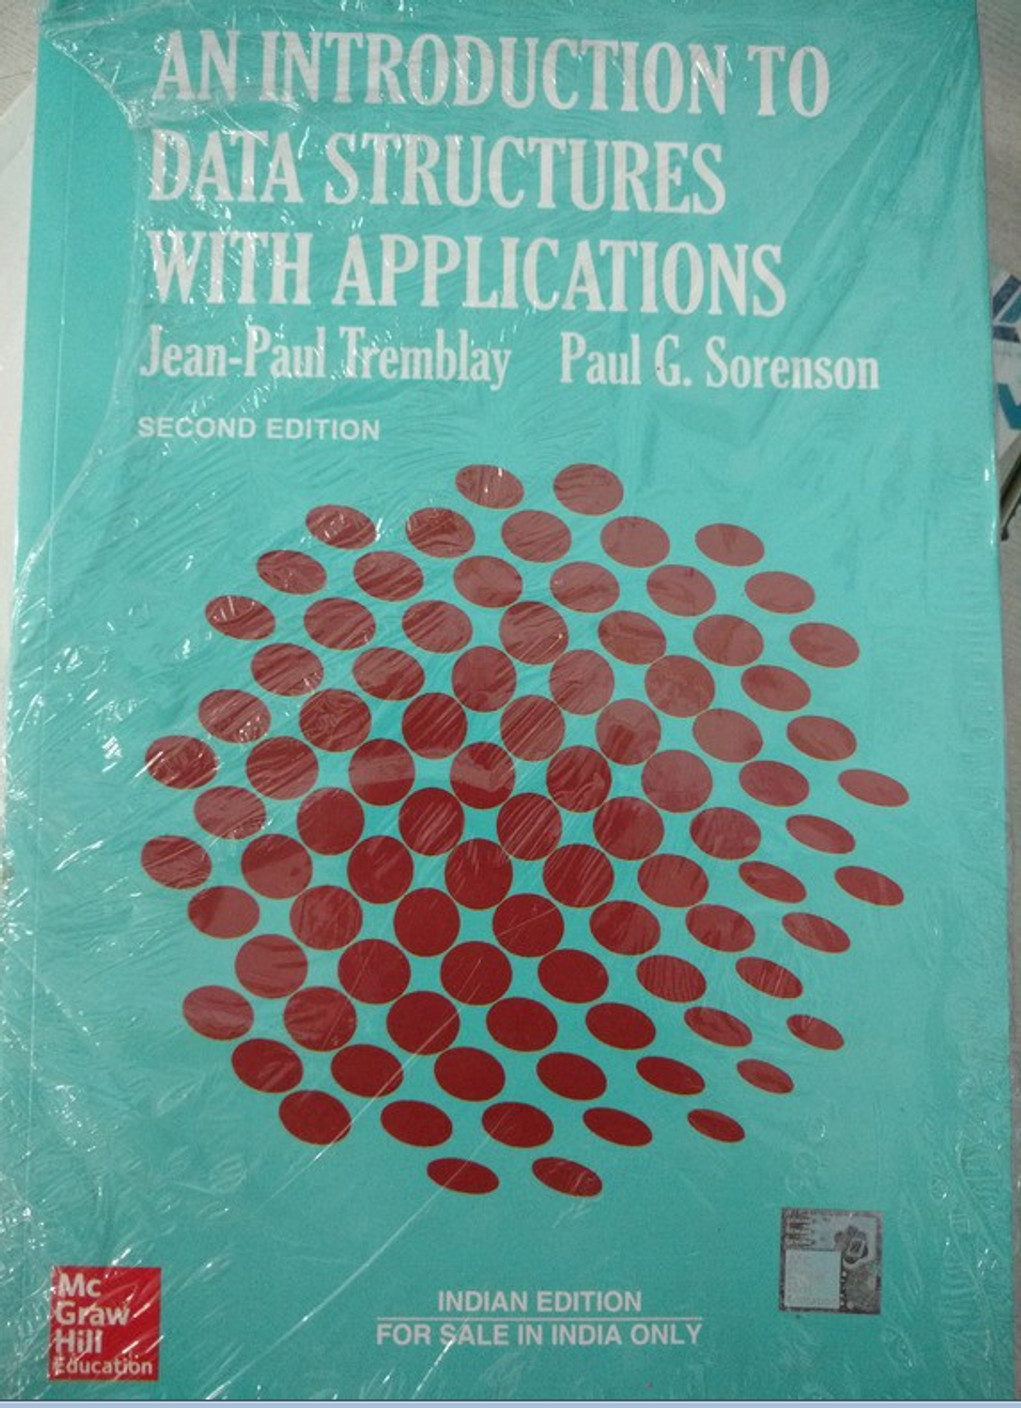 AN INTRODUCTION TO
DATA STRUCTURES
WITH APPLICATIONS
Jean-Paul Tremblay Paul G. Sorenson
SECOND EDITION
Mc
Graw
Hill
Education
INDIAN EDITION
FOR SALE IN INDIA ONLY